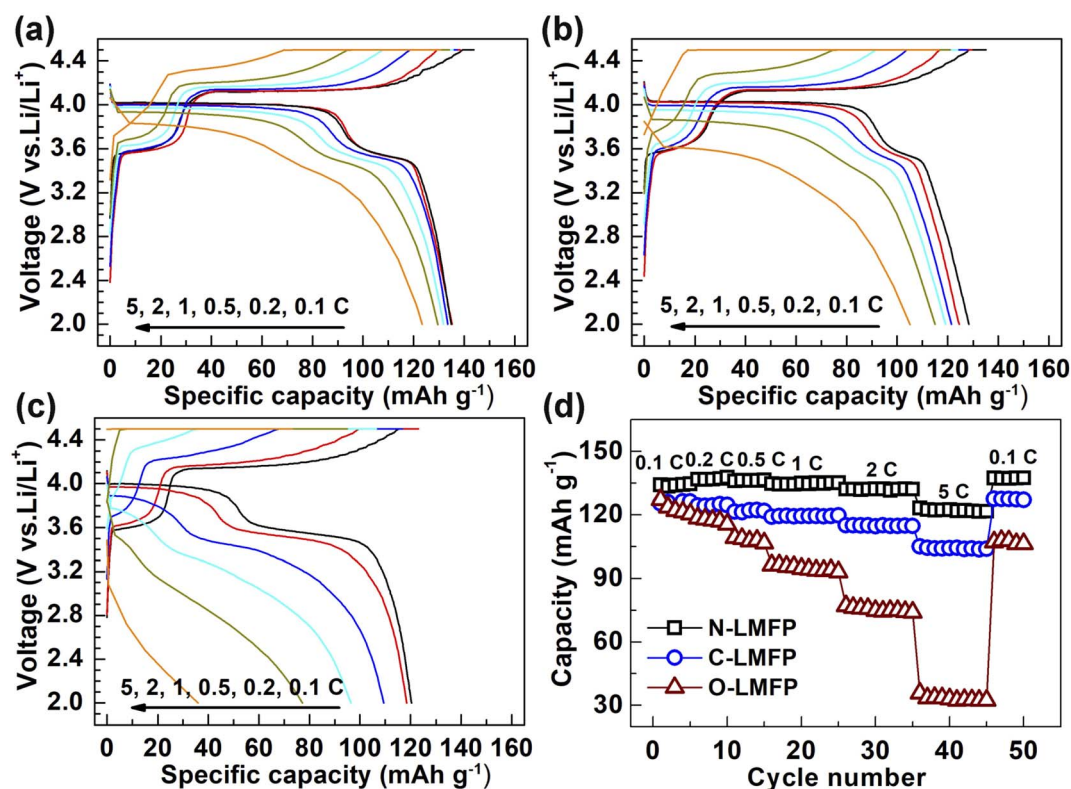 (a)
Voltage (V vs.Li/Li⁺)
4.4
4.0
3.6
3.2
2.8
2.4
2.0
5, 2, 1, 0.5, 0.2, 0.1 C
0 20 40 60 80 100 120 140 160
Specific capacity (mAh g⁻¹)
(b)
Voltage (V vs.Li/Li⁺)
4.4
4.0
3.6
3.2
2.8
2.4
2.0
5, 2, 1, 0.5, 0.2, 0.1 C
0 20 40 60 80 100 120 140 160
Specific capacity (mAh g⁻¹)
(c)
Voltage (V vs.Li/Li⁺)
4.4
4.0
3.6
3.2
2.8
2.4
2.0
5, 2, 1, 0.5, 0.2, 0.1 C
0 20 40 60 80 100 120 140 160
Specific capacity (mAh g⁻¹)
(d)
Capacity (mAh g⁻¹)
150
120
90
60
30
0.1 C 0.2 C 0.5 C 1 C 2 C 5 C 0.1 C
N-LMFP
C-LMFP
O-LMFP
0 10 20 30 40 50
Cycle number